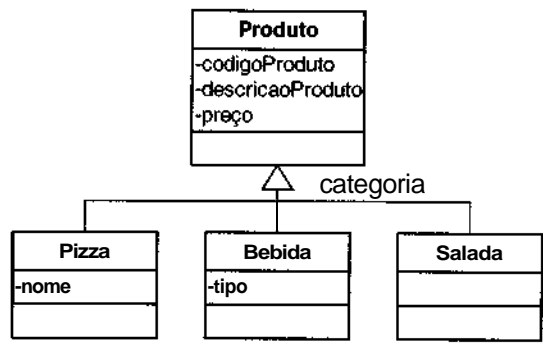 Produto
-codigoProduto
-descricaoProduto
-preço
categoria
Pizza
-nome
Bebida
-tipo
Salada